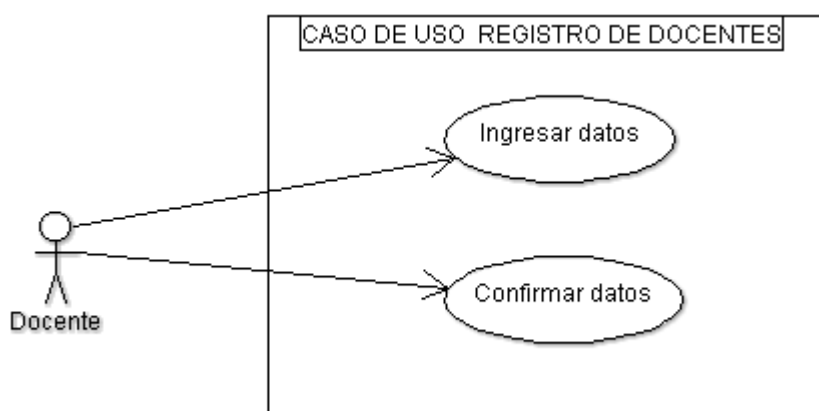 CASO DE USO REGISTRO DE DOCENTES
Ingresar datos
Confirmar datos
Docente